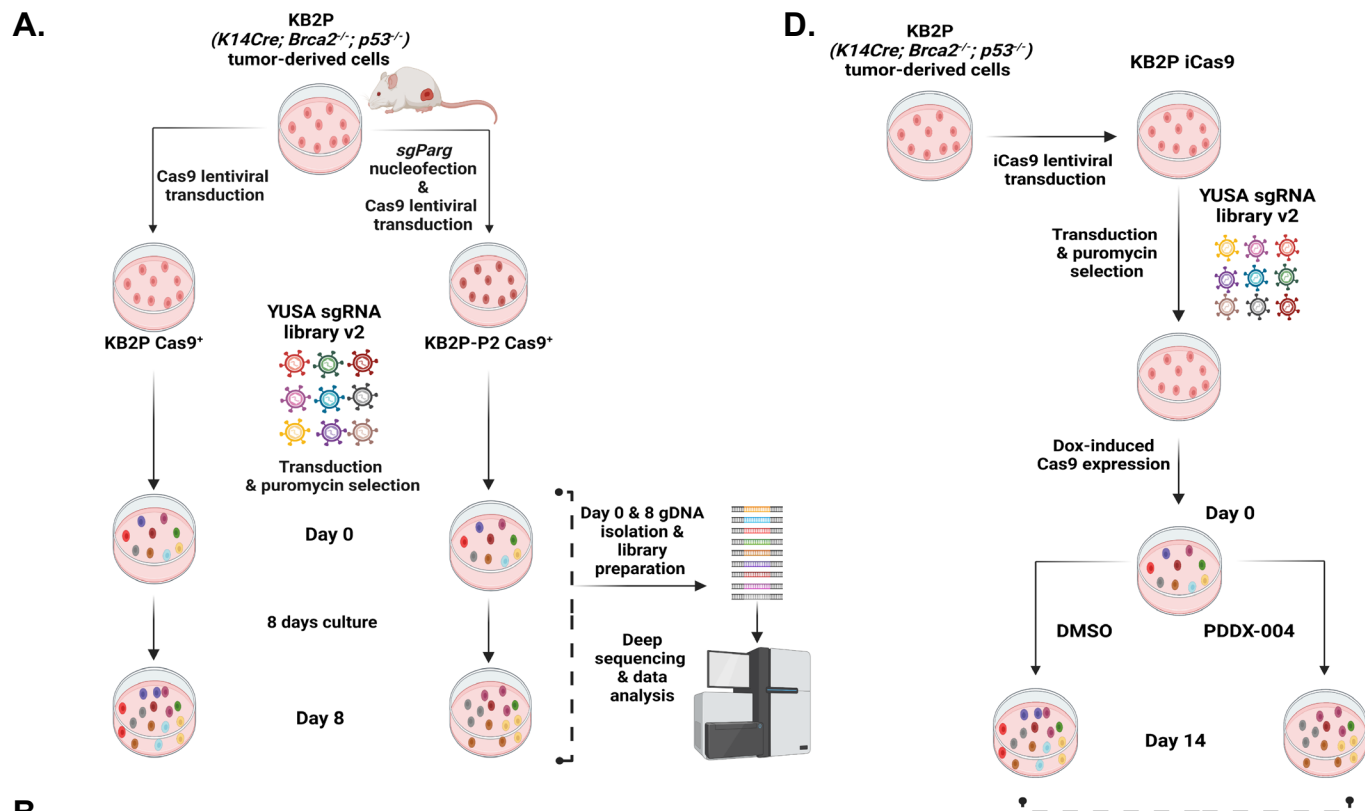 A.
KB2P
(K14Cre; Brca2-/-; p53-/-)
tumor-derived cells
Cas9 lentiviral
transduction
sgParg
nucleofection
&
Cas9 lentiviral
transduction
KB2P Cas9+
YUSA sgRNA
library v2
KB2P-P2 Cas9+
Transduction
& puromycin selection
Day 0
8 days culture
Day 8
Day 0 & 8 gDNA
isolation &
library
preparation
Deep
sequencing
& data
analysis
D.
KB2P
(K14Cre; Brca2-/-; p53-/-)
tumor-derived cells
KB2P iCas9
iCas9 lentiviral
transduction
YUSA sgRNA
library v2
Transduction
& puromycin
selection
Dox-induced
Cas9 expression
Day 0
DMSO
PDDX-004
Day 14